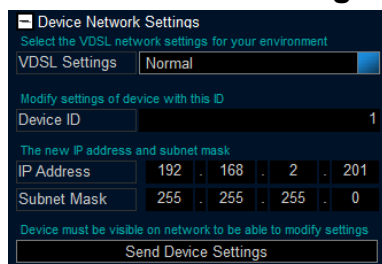 Device Network Settings
Select the VDSL network settings for your environment
VDSL Settings Normal
Modify settings of device with this ID
Device ID 1
The new IP address and subnet mask
IP Address 192 . 168 . 2 . 201
Subnet Mask 255 . 255 . 255 . 0
Device must be visible on network to be able to modify settings
Send Device Settings